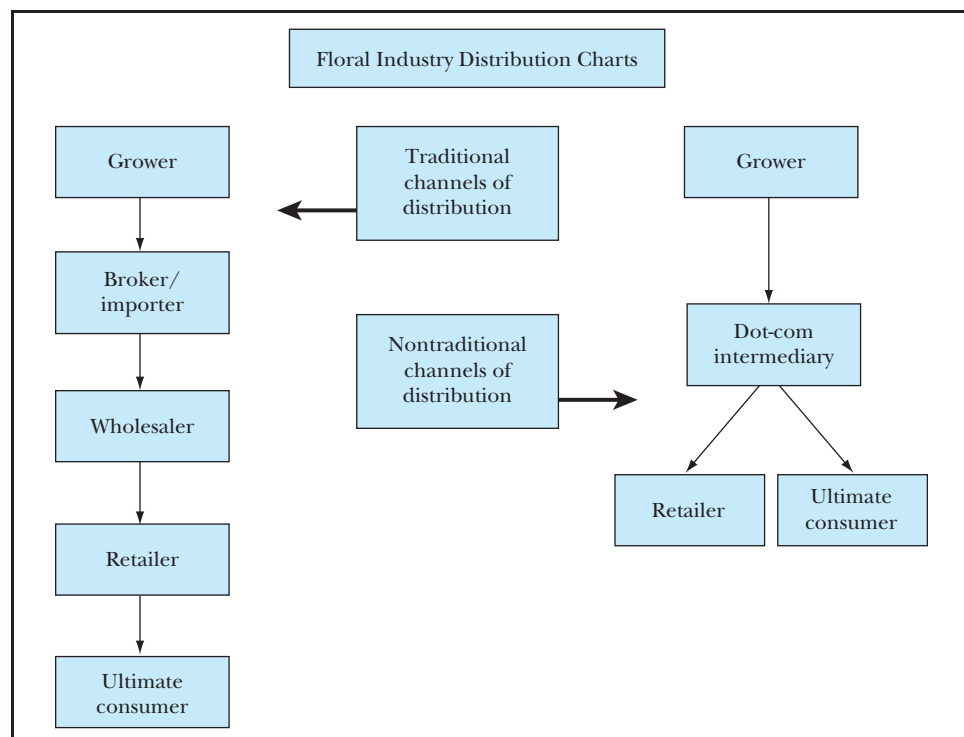 Floral Industry Distribution Charts
Grower
Broker/
importer
Wholesaler
Retailer
Ultimate
consumer
Traditional
channels of
distribution
Nontraditional
channels of
distribution
Grower
Dot-com
intermediary
Retailer
Ultimate
consumer